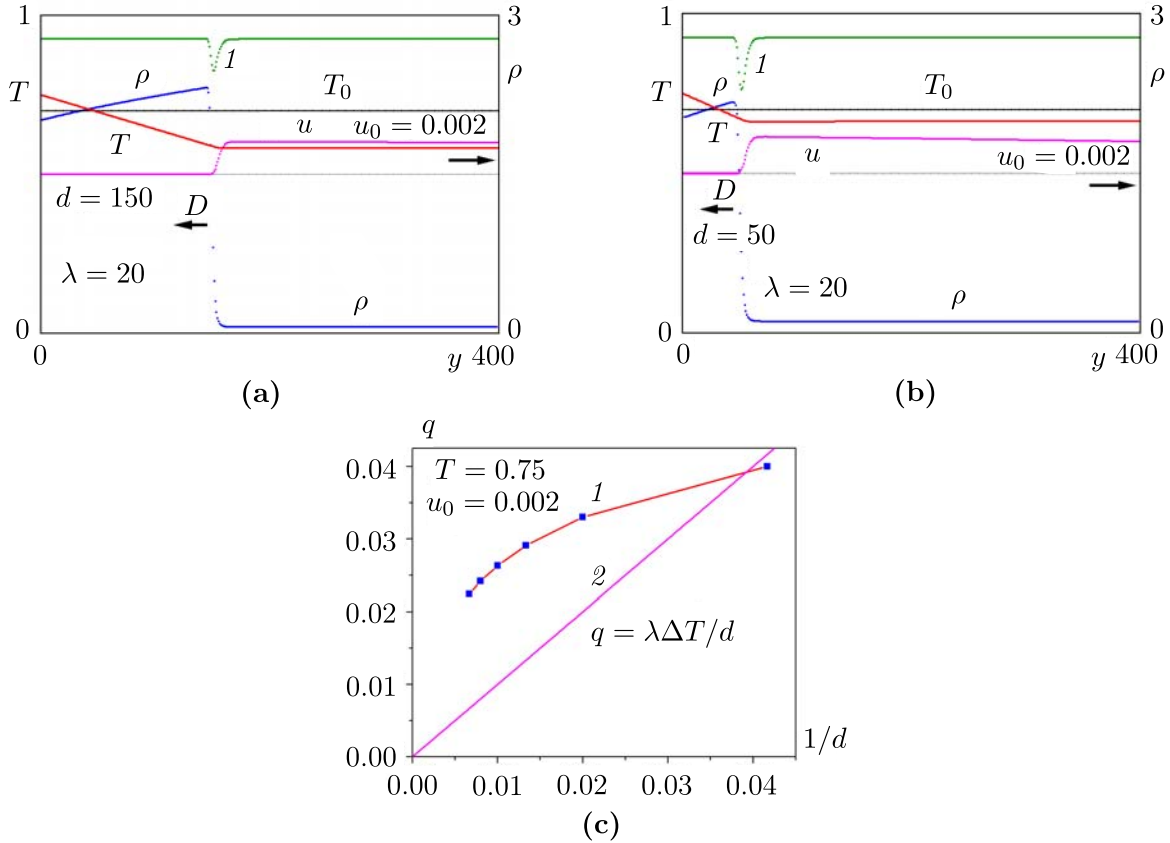 1
3
T
ρ
1
ρ
T₀
T
u
u₀ = 0.002
d = 150
D
λ = 20
ρ
0
0
0
y
400
(a)
1
3
T
ρ
1
ρ
T₀
T
u
u₀ = 0.002
D
d = 50
λ = 20
ρ
0
0
0
y
400
(b)
q
0.04
T = 0.75
u₀ = 0.002
1
0.03
2
0.02
q = λΔT/d
0.01
1/d
0.00
0.00 0.01 0.02 0.03 0.04
(c)